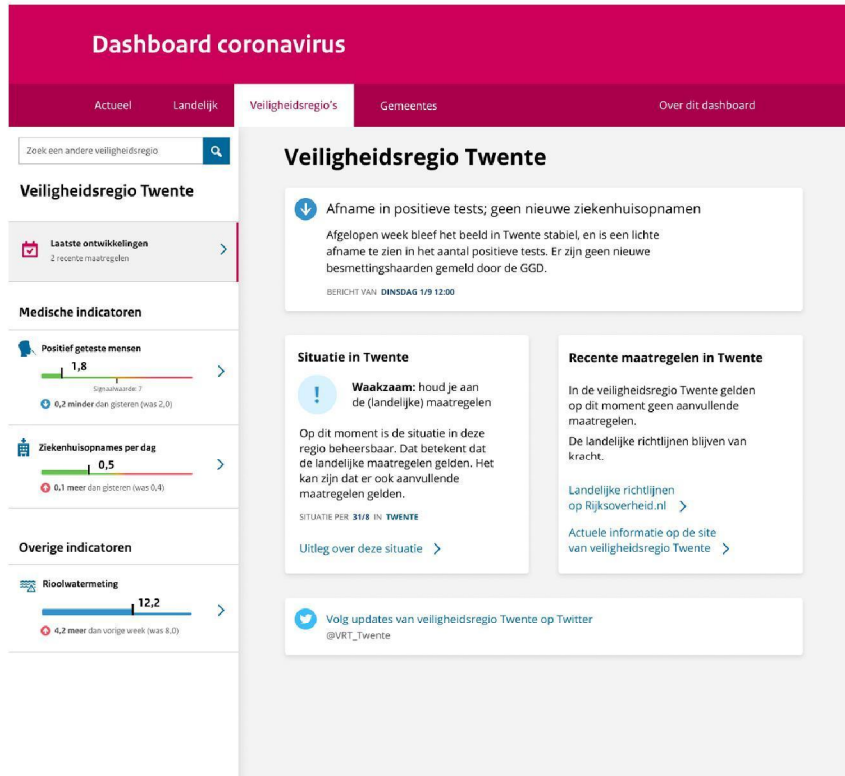 Dashboard coronavirus
Actueel
Landelijk
Veiligheidsregio's
Gemeentes
Over dit dashboard
Zoek een andere veiligheidsregio
Veiligheidsregio Twente
Laatste ontwikkelingen
2 recente maatregelen
Medische indicatoren
Positief geteste mensen
1,8
Signaalwaarde: 7
0,2 minder dan gisteren (was 2,0)
Ziekenhuisopnames per dag
0,5
0,1 meer dan gisteren (was 0,4)
Overige indicatoren
Rioolwatermeting
12,2
4,2 meer dan vorige week (was 8,0)
Veiligheidsregio Twente
Afname in positieve tests; geen nieuwe ziekenhuisopnamen
Afgelopen week bleef het beeld in Twente stabiel, en is een lichte
afname te zien in het aantal positieve tests. Er zijn geen nieuwe
besmettingshaarden gemeld door de GGD.
BERICHT VAN DINSDAG 1/9 12:00
Situatie in Twente
Waakzaam: houd je aan
de (landelijke) maatregelen
Op dit moment is de situatie in deze
regio beheersbaar. Dat betekent dat
de landelijke maatregelen gelden. Het
kan zijn dat er ook aanvullende
maatregelen gelden.
SITUATIE PER 31/8 IN TWENTE
Uitleg over deze situatie
Recente maatregelen in Twente
In de veiligheidsregio Twente gelden
op dit moment geen aanvullende
maatregelen.
De landelijke richtlijnen blijven van
kracht.
Landelijke richtlijnen
op Rijksoverheid.nl
Actuele informatie op de site
van veiligheidsregio Twente
Volg updates van veiligheidsregio Twente op Twitter
@VRT_Twente